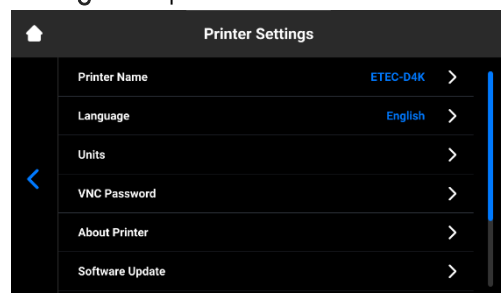 Printer Settings
Printer Name ETEC-D4K
Language English
Units
VNC Password
About Printer
Software Update